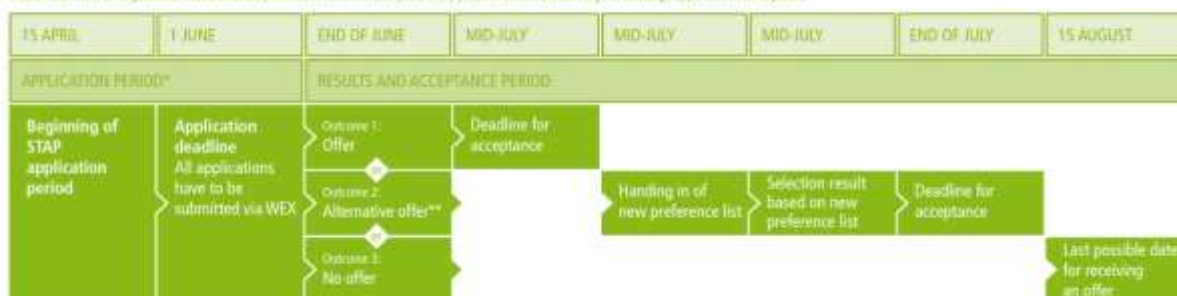 15 APRIL
1 JUNE
END OF JUNE
MID-JULY
MID-JULY
MID-JULY
END OF JULY
15 AUGUST
APPLICATION PERIOD*
RESULTS AND ACCEPTANCE PERIOD
Beginning of
STAP
application
period
Application
deadline
All applications
have to be
submitted via WEX
Outcome 1:
Offer
or
Outcome 2:
Alternative offer**
or
Outcome 3:
No offer
Deadline for
acceptance
Handing in of
new preference list
Selection result
based on new
preference list
Deadline for
acceptance
Last possible date
for receiving
an offer